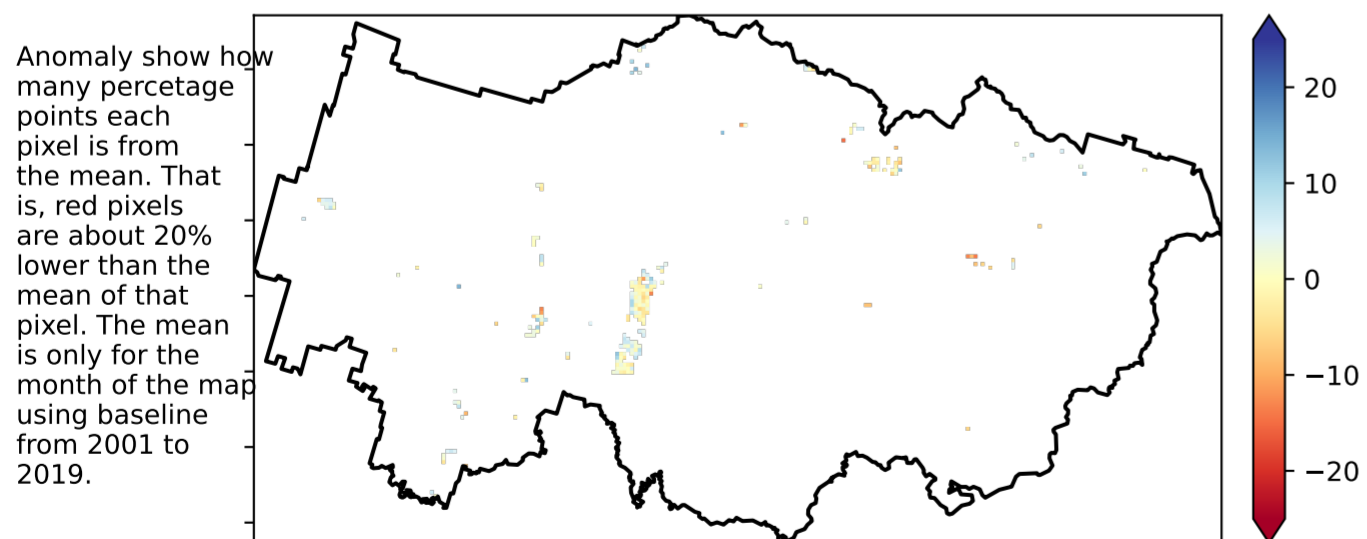 Anomaly show how
many percetage
points each
pixel is from
the mean. That
is, red pixels
are about 20%
lower than the
mean of that
pixel. The mean
is only for the
month of the map
using baseline
from 2001 to
2019.
20
10
0
−10
−20